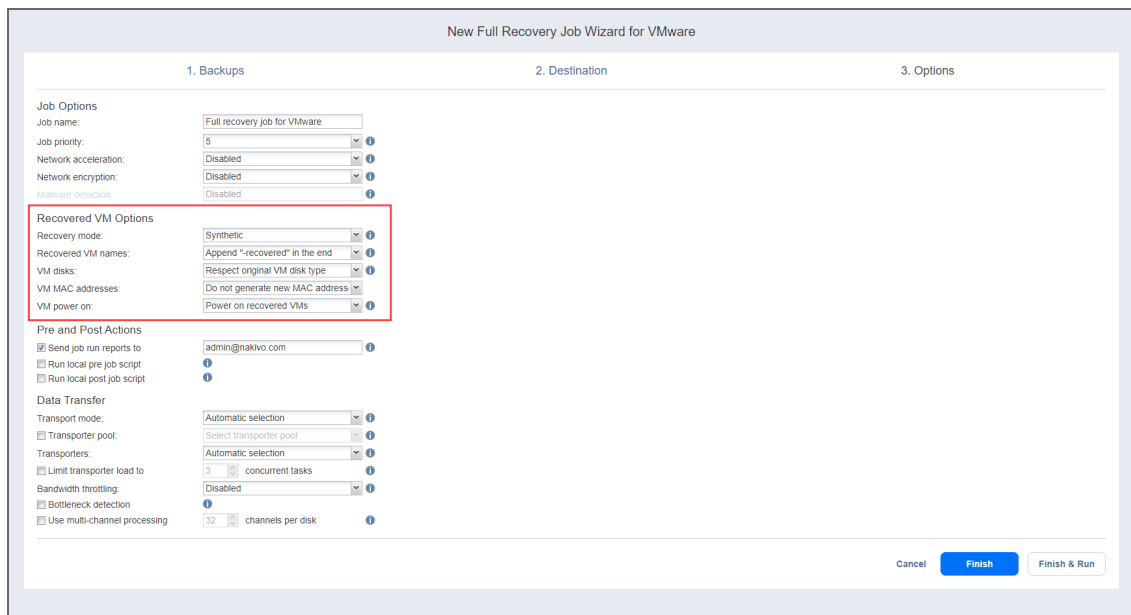 New Full Recovery Job Wizard for VMware
1. Backups 2. Destination 3. Options
Job Options
Job name: Full recovery job for VMware
Job priority: 5
Network acceleration: Disabled
Network encryption: Disabled
Malware detection: Disabled
Recovered VM Options
Recovery mode: Synthetic
Recovered VM names: Append "-recovered" in the end
VM disks: Respect original VM disk type
VM MAC addresses: Do not generate new MAC address
VM power on: Power on recovered VMs
Pre and Post Actions
Send job run reports to admin@nakivo.com
Run local pre job script
Run local post job script
Data Transfer
Transport mode: Automatic selection
Transporter pool: Select transporter pool
Transporters: Automatic selection
Limit transporter load to 3 concurrent tasks
Bandwidth throttling: Disabled
Bottleneck detection
Use multi-channel processing 32 channels per disk
Cancel Finish Finish & Run